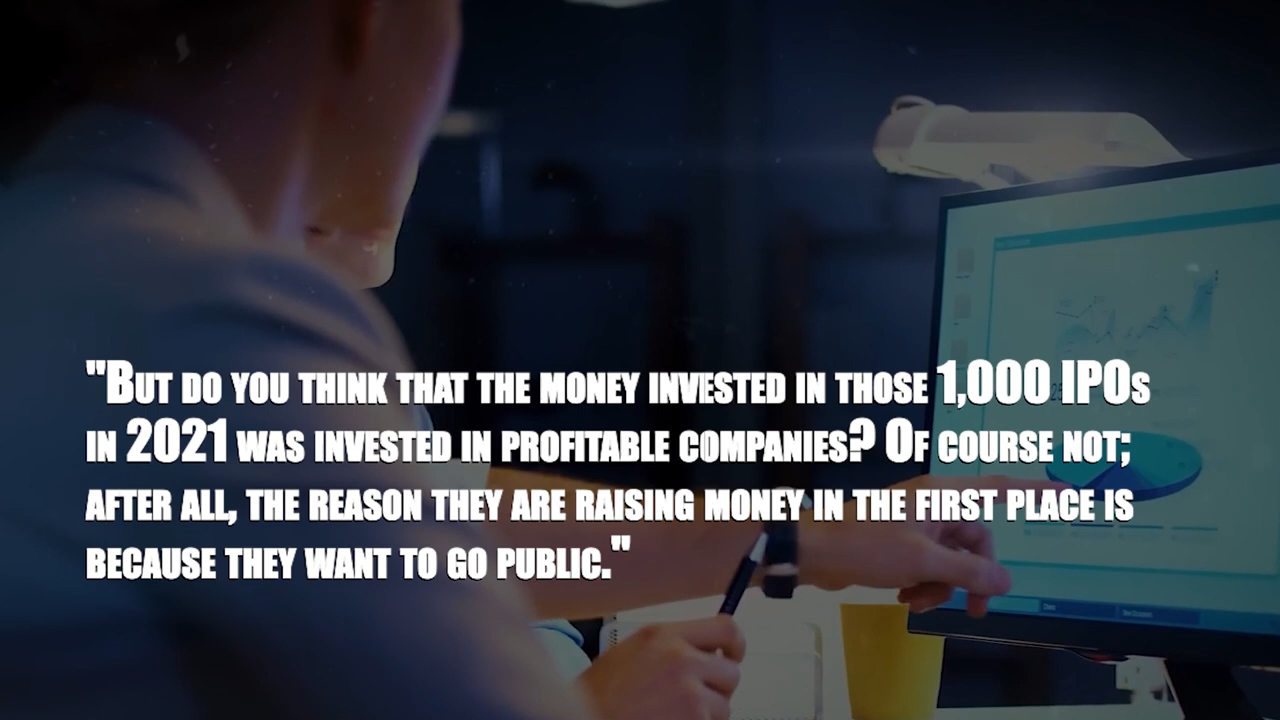 "But do you think that the money invested in those 1,000 IPOs
in 2021 was invested in profitable companies? Of course not;
after all, the reason they are raising money in the first place is
because they want to go public."